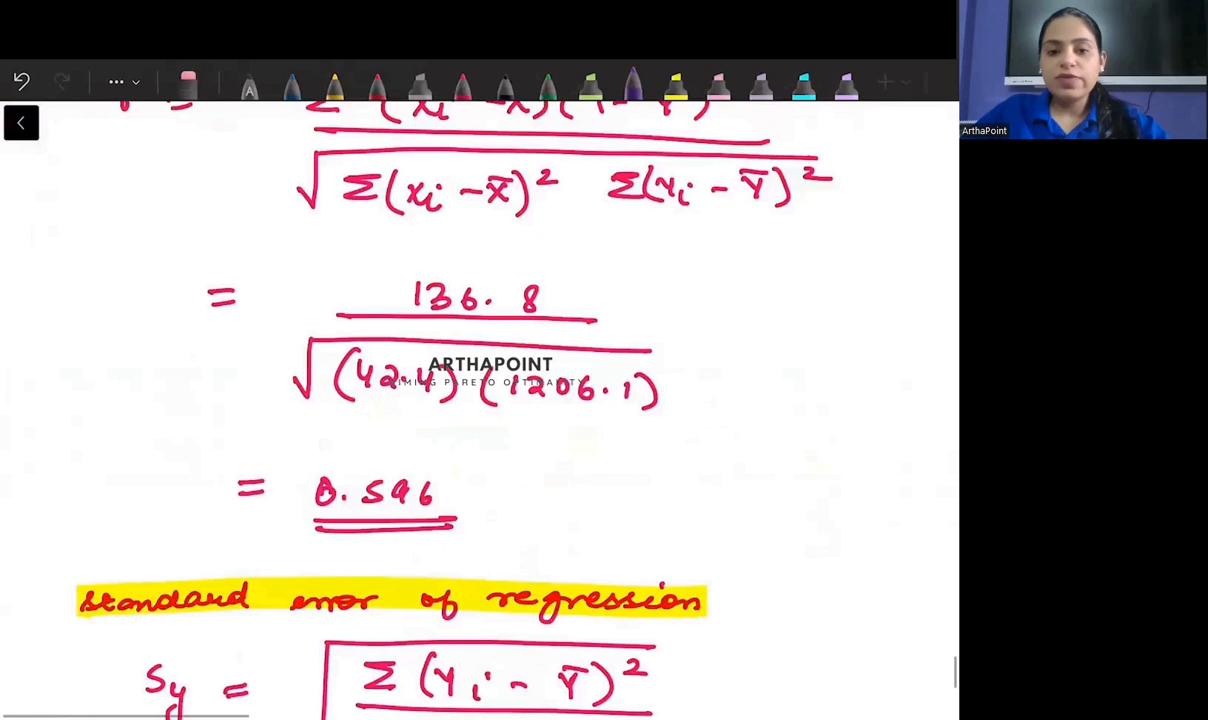 Σ (xi - x̄)(Y - Ȳ)
√ Σ(xi - x̄)² Σ(Yi - Ȳ)²
ArthaPoint
= 136.8
√ (42.4) (1206.1)
ARTHAPOINT
= 0.596
standard error of regression
Sy = √ Σ (Yi - Ȳ)²